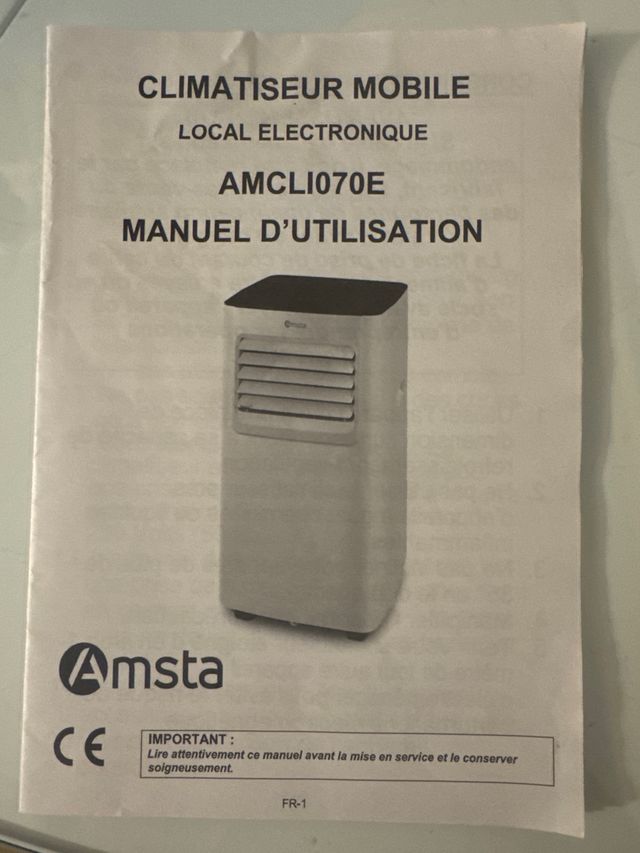 CLIMATISEUR MOBILE
LOCAL ELECTRONIQUE
AMCLI070E
MANUEL D'UTILISATION
Amsta
Amsta
CE
IMPORTANT :
Lire attentivement ce manuel avant la mise en service et le conserver
soigneusement.
FR-1